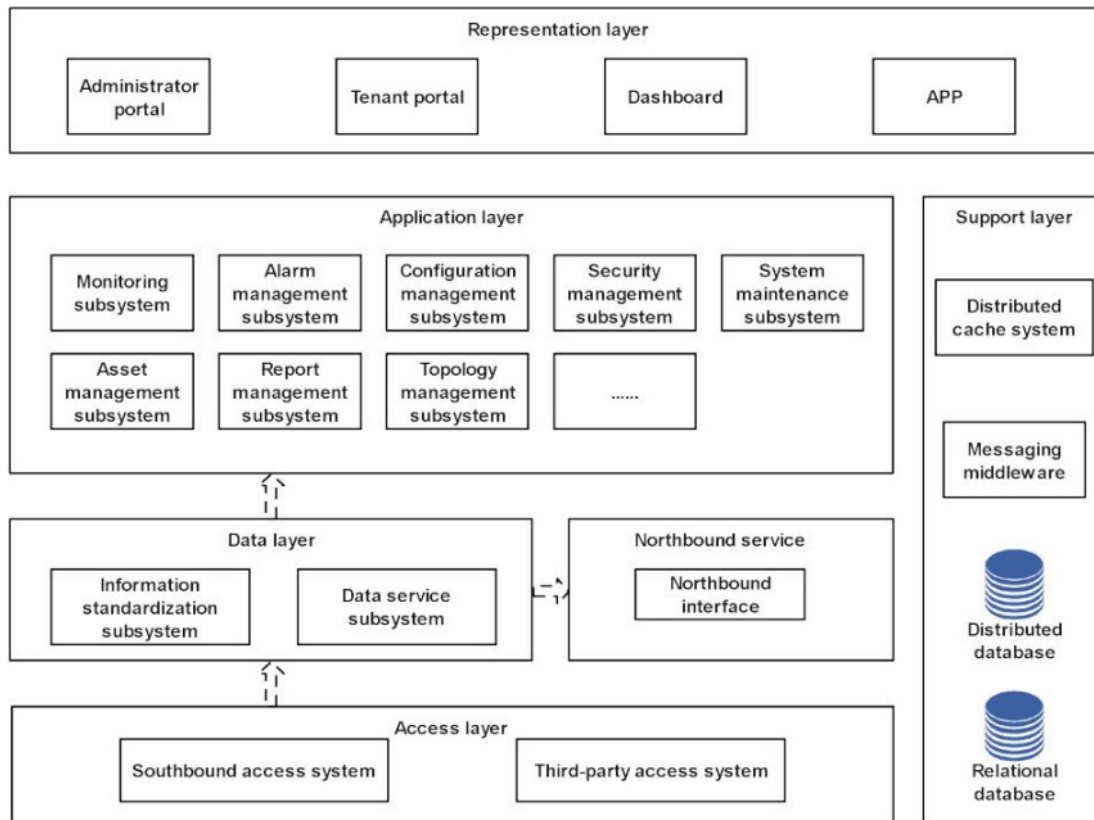 Representation layer
Administrator
portal
Tenant portal
Dashboard
APP
Application layer
Monitoring
subsystem
Alarm
management
subsystem
Configuration
management
subsystem
Security
management
subsystem
System
maintenance
subsystem
Asset
management
subsystem
Report
management
subsystem
Topology
management
subsystem
......
Data layer
Information
standardization
subsystem
Data service
subsystem
Northbound service
Northbound
interface
Access layer
Southbound access system
Third-party access system
Support layer
Distributed
cache system
Messaging
middleware
Distributed
database
Relational
database